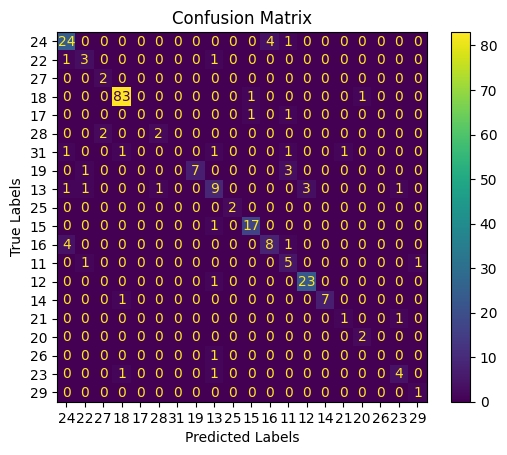 Confusion Matrix
24 24 0 0 0 0 0 0 0 0 0 0 4 1 0 0 0 0 0 0 0
22 1 3 0 0 0 0 0 0 1 0 0 0 0 0 0 0 0 0 0 0
27 0 0 2 0 0 0 0 0 0 0 0 0 0 0 0 0 0 0 0 0
18 0 0 0 83 0 0 0 0 0 0 1 0 0 0 0 0 1 0 0 0
17 0 0 0 0 0 0 0 0 0 0 1 0 1 0 0 0 0 0 0 0
28 0 0 2 0 0 2 0 0 0 0 0 0 0 0 0 0 0 0 0 0
31 1 0 0 1 0 0 0 0 1 0 0 0 1 0 0 1 0 0 0 0
19 0 1 0 0 0 0 0 7 0 0 0 0 3 0 0 0 0 0 0 0
13 1 1 0 0 0 1 0 0 9 0 0 0 0 3 0 0 0 0 1 0
25 0 0 0 0 0 0 0 0 0 2 0 0 0 0 0 0 0 0 0 0
15 0 0 0 0 0 0 0 0 1 0 17 0 0 0 0 0 0 0 0 0
16 4 0 0 0 0 0 0 0 0 0 0 8 1 0 0 0 0 0 0 0
11 0 1 0 0 0 0 0 0 0 0 0 0 5 0 0 0 0 0 0 1
12 0 0 0 0 0 0 0 0 1 0 0 0 0 23 0 0 0 0 0 0
14 0 0 0 1 0 0 0 0 0 0 0 0 0 0 7 0 0 0 0 0
21 0 0 0 0 0 0 0 0 0 0 0 0 0 0 0 1 0 0 1 0
20 0 0 0 0 0 0 0 0 0 0 0 0 0 0 0 0 2 0 0 0
26 0 0 0 0 0 0 0 0 1 0 0 0 0 0 0 0 0 0 0 0
23 0 0 0 1 0 0 0 0 1 0 0 0 0 0 0 0 0 0 4 0
29 0 0 0 0 0 0 0 0 0 0 0 0 0 0 0 0 0 0 0 1
24 22 27 18 17 28 31 19 13 25 15 16 11 12 14 21 20 26 23 29
True Labels
Predicted Labels
80
70
60
50
40
30
20
10
0